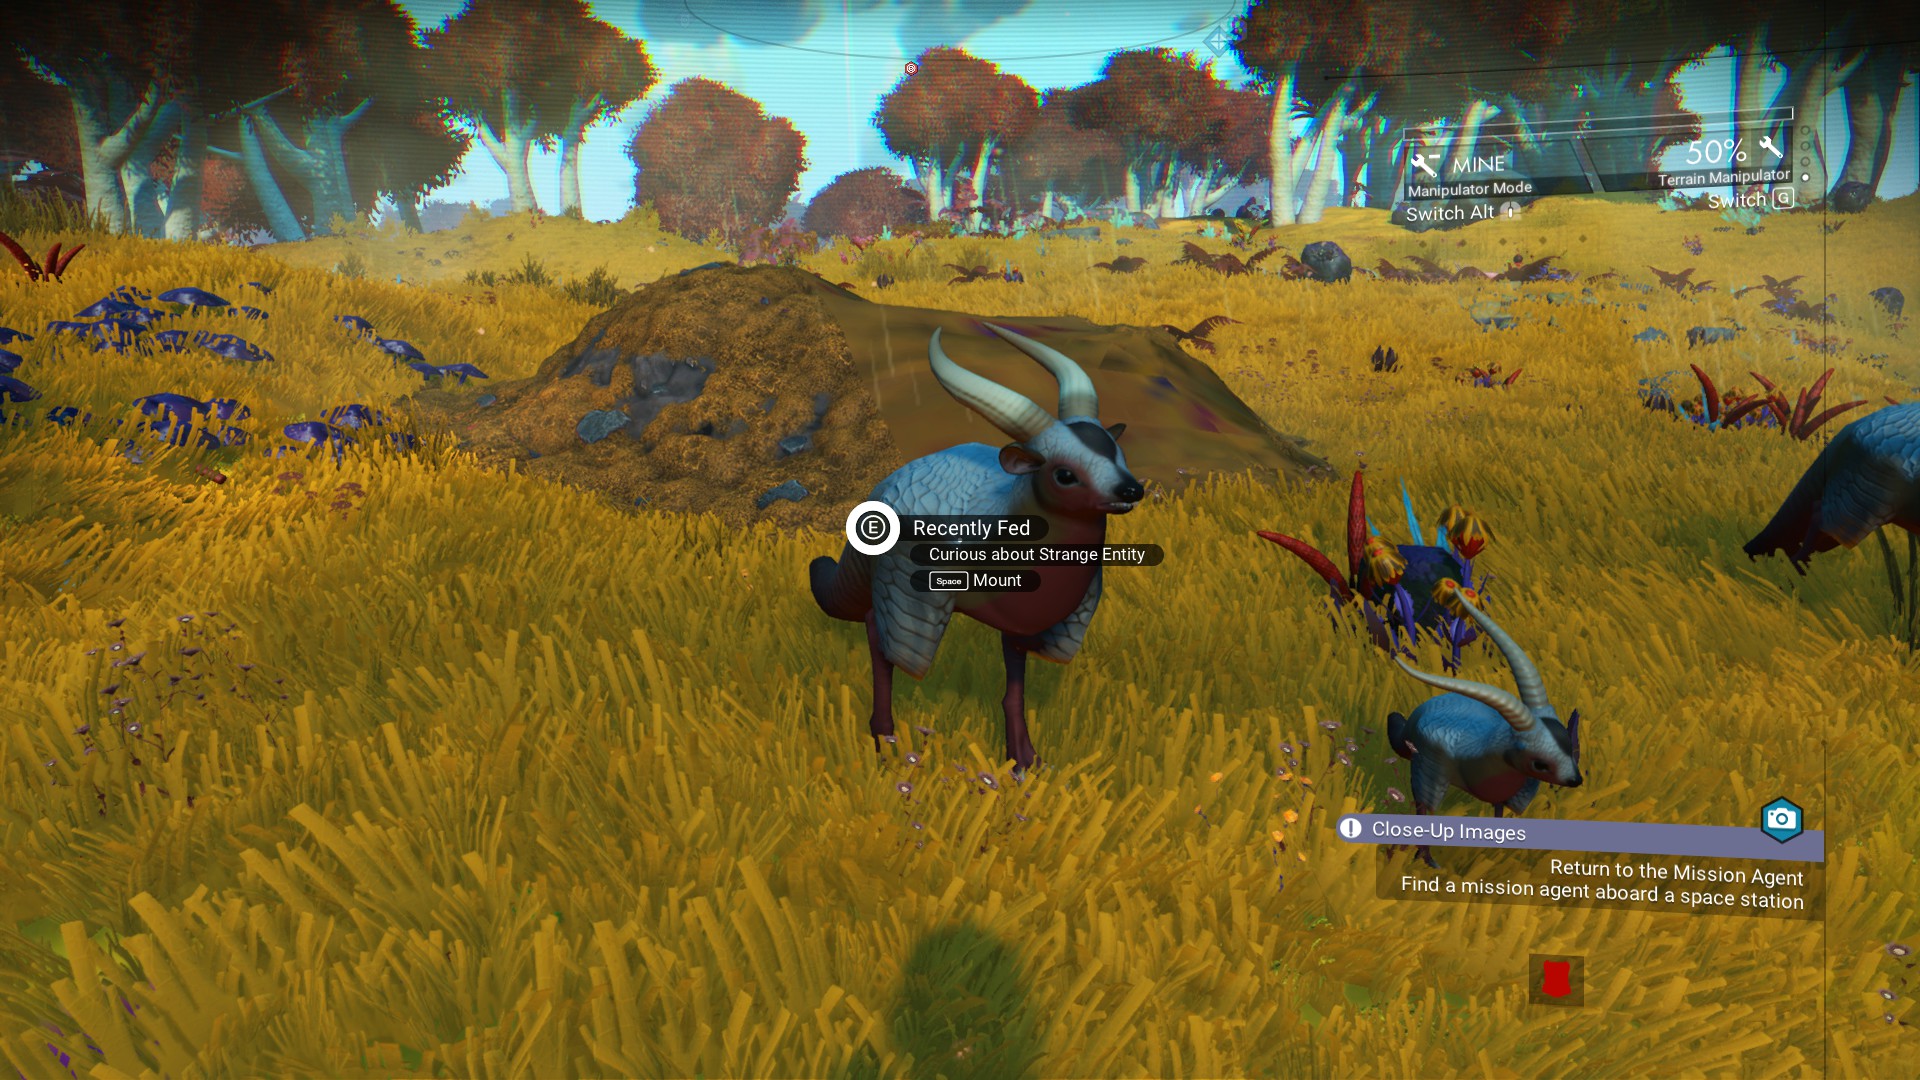 MINE
Manipulator Mode
Switch Alt
50%
Terrain Manipulator
Switch G
E Recently Fed
Curious about Strange Entity
Space Mount
Close-Up Images
Return to the Mission Agent
Find a mission agent aboard a space station